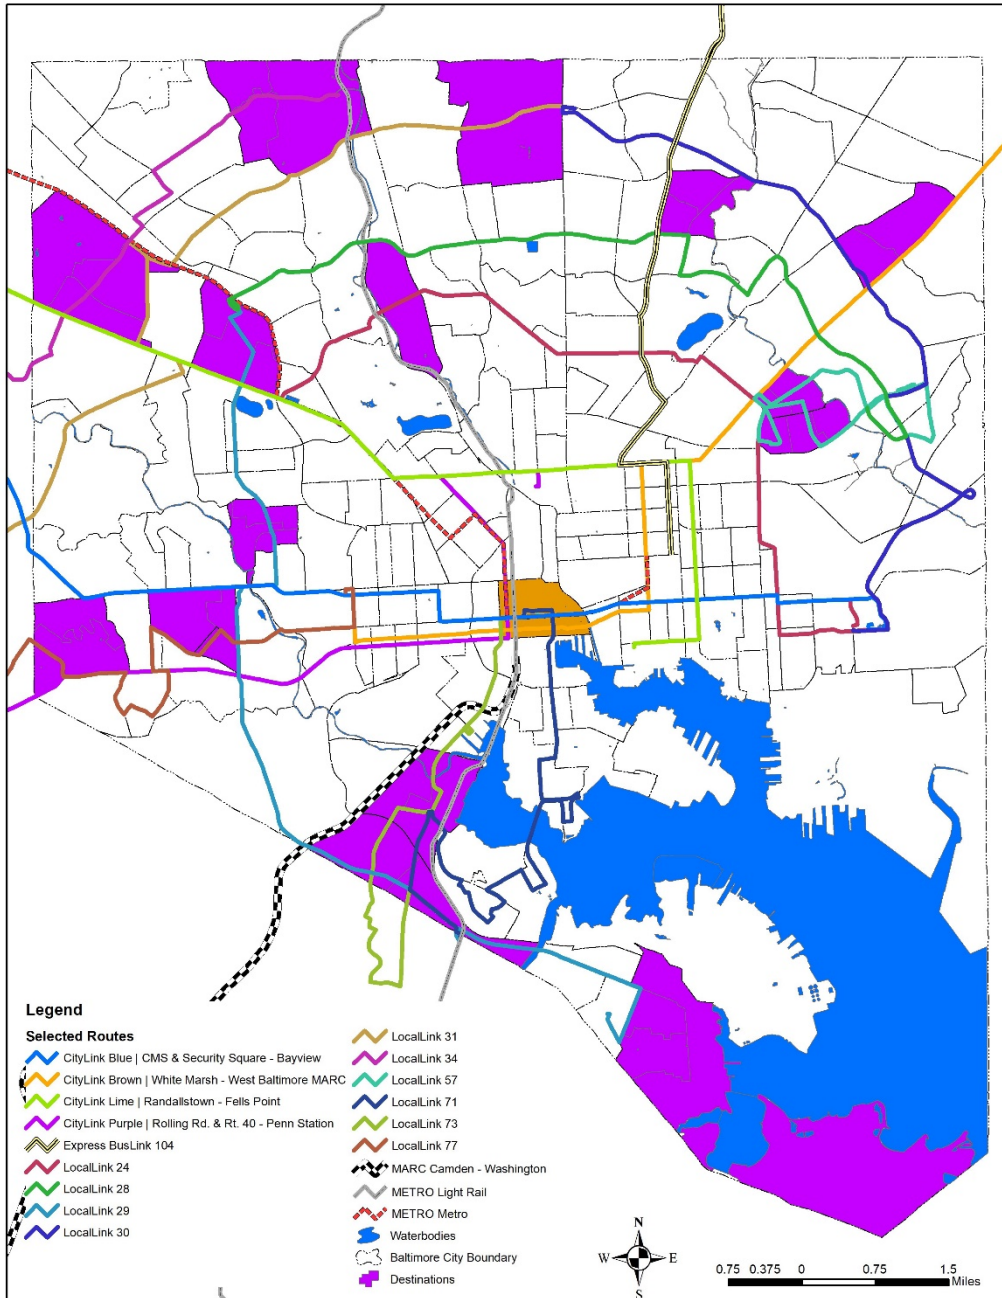 Legend
Selected Routes
CityLink Blue | CMS & Security Square - Bayview
CityLink Brown | White Marsh - West Baltimore MARC
CityLink Lime | Randallstown - Fells Point
CityLink Purple | Rolling Rd. & Rt. 40 - Penn Station
Express BusLink 104
LocalLink 24
LocalLink 28
LocalLink 29
LocalLink 30
LocalLink 31
LocalLink 34
LocalLink 57
LocalLink 71
LocalLink 73
LocalLink 77
MARC Camden - Washington
METRO Light Rail
METRO Metro
Waterbodies
Baltimore City Boundary
Destinations
N
W E
S
0.75 0.375 0 0.75 1.5
Miles